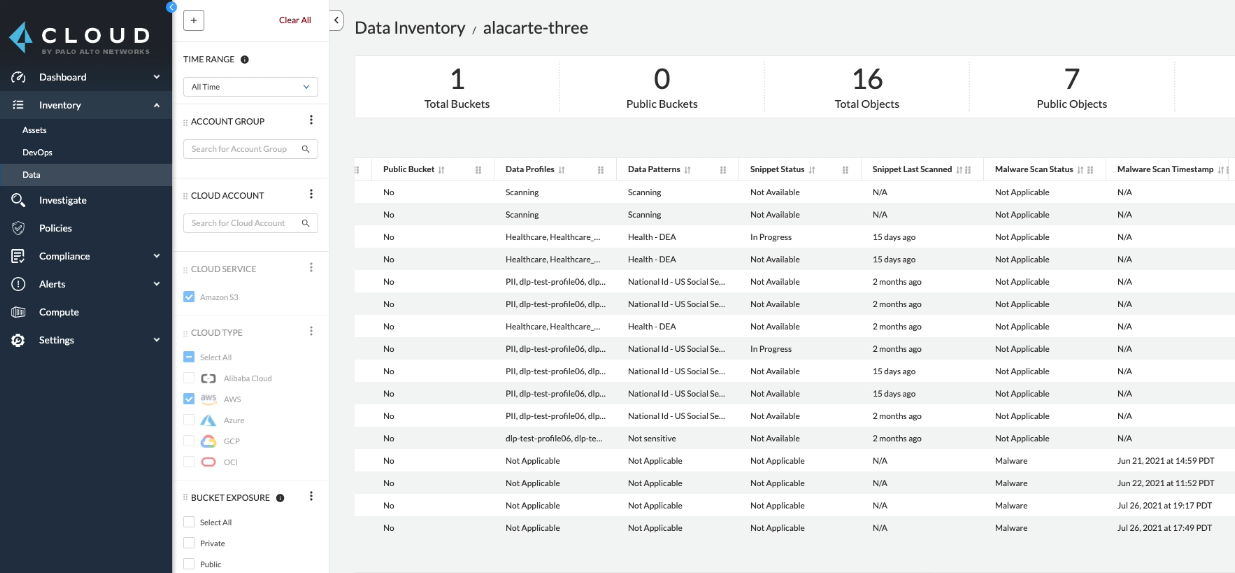 CLOUD
BY PALO ALTO NETWORKS
Dashboard
Inventory
Assets
DevOps
Data
Investigate
Policies
Compliance
Alerts
Compute
Settings
+ Clear All
TIME RANGE
All Time
ACCOUNT GROUP
Search for Account Group
CLOUD ACCOUNT
Search for Cloud Account
CLOUD SERVICE
Amazon S3
CLOUD TYPE
Select All
Alibaba Cloud
aws AWS
Azure
GCP
OCI
BUCKET EXPOSURE
Select All
Private
Public
Data Inventory / alacarte-three
1 0 16 7
Total Buckets Public Buckets Total Objects Public Objects
Public Bucket Data Profiles Data Patterns Snippet Status Snippet Last Scanned Malware Scan Status Malware Scan Timestamp
No Scanning Scanning Not Available N/A Not Applicable N/A
No Scanning Scanning Not Available N/A Not Applicable N/A
No Healthcare, Healthcare_... Health - DEA In Progress 15 days ago Not Applicable N/A
No Healthcare, Healthcare_... Health - DEA Not Available 15 days ago Not Applicable N/A
No PII, dlp-test-profile06, dlp... National Id - US Social Se... Not Available 2 months ago Not Applicable N/A
No PII, dlp-test-profile06, dlp... National Id - US Social Se... Not Available 2 months ago Not Applicable N/A
No Healthcare, Healthcare_... Health - DEA Not Available 2 months ago Not Applicable N/A
No PII, dlp-test-profile06, dlp... National Id - US Social Se... In Progress 2 months ago Not Applicable N/A
No PII, dlp-test-profile06, dlp... National Id - US Social Se... Not Available 15 days ago Not Applicable N/A
No PII, dlp-test-profile06, dlp... National Id - US Social Se... Not Available 15 days ago Not Applicable N/A
No PII, dlp-test-profile06, dlp... National Id - US Social Se... Not Available 2 months ago Not Applicable N/A
No dlp-test-profile06, dlp-te... Not sensitive Not Available 2 months ago Not Applicable N/A
No Not Applicable Not Applicable Not Applicable N/A Malware Jun 21, 2021 at 14:59 PDT
No Not Applicable Not Applicable Not Applicable N/A Malware Jun 22, 2021 at 11:52 PDT
No Not Applicable Not Applicable Not Applicable N/A Malware Jul 26, 2021 at 19:17 PDT
No Not Applicable Not Applicable Not Applicable N/A Malware Jul 26, 2021 at 17:49 PDT